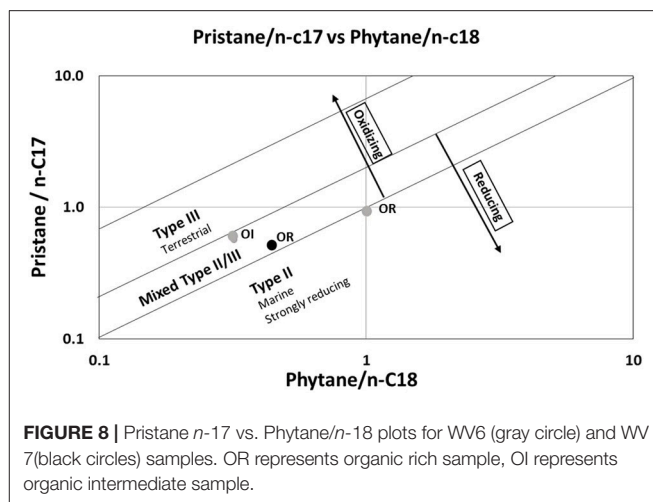 Pristane/n-c17 vs Phytane/n-c18
10.0
Oxidizing
Reducing
Pristane / n-C17
1.0
OR
Type III
Terrestrial
OI
OR
Mixed Type II/III
Type II
Marine
Strongly reducing
0.1
0.1
1
10
Phytane/n-C18
FIGURE 8 | Pristane n-17 vs. Phytane/n-18 plots for WV6 (gray circle) and WV
7(black circles) samples. OR represents organic rich sample, OI represents
organic intermediate sample.